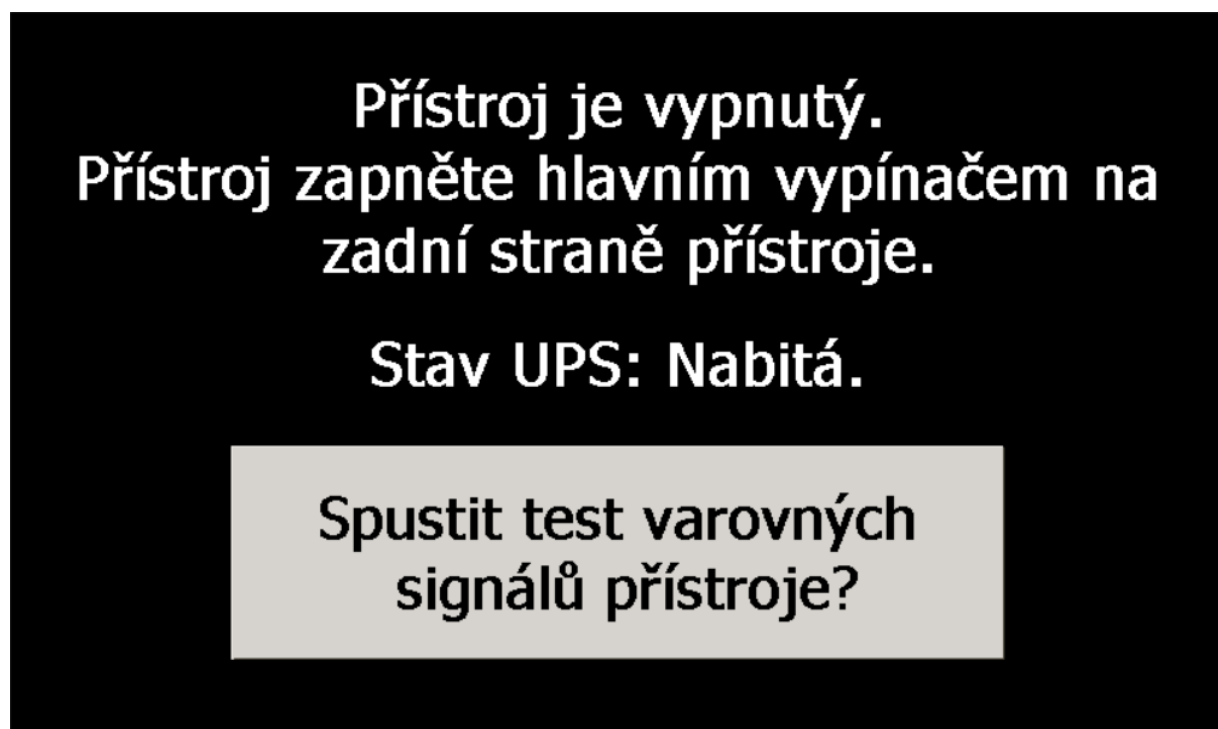 Přístroj je vypnutý.
Přístroj zapněte hlavním vypínačem na
zadní straně přístroje.
Stav UPS: Nabitá.
Spustit test varovných
signálů přístroje?